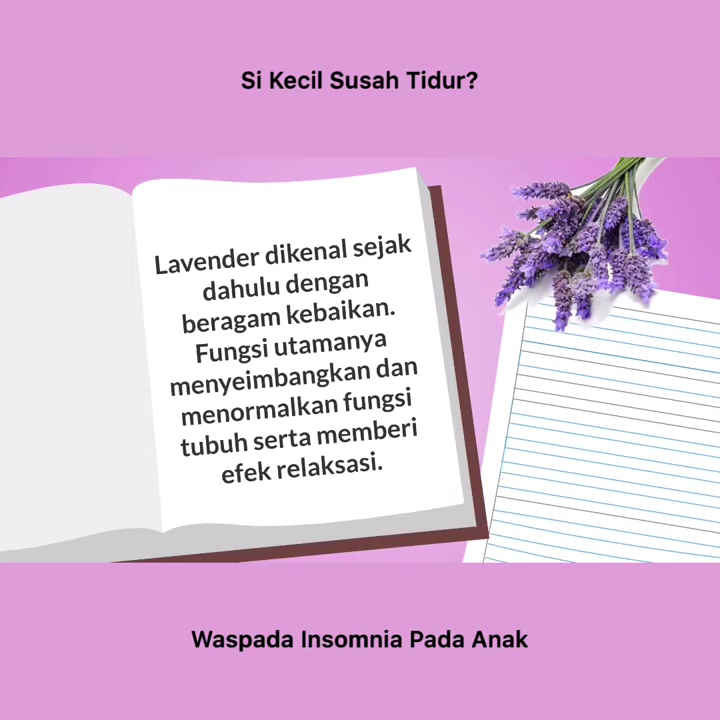 Si Kecil Susah Tidur?
Lavender dikenal sejak
dahulu dengan
beragam kebaikan.
Fungsi utamanya
menyeimbangkan dan
menormalkan fungsi
tubuh serta memberi
efek relaksasi.
Waspada Insomnia Pada Anak